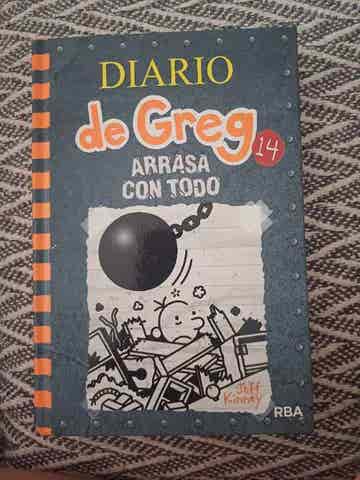 DIARIO
de Greg
14
ARRASA
CON TODO
Jeff
Kinney
RBA